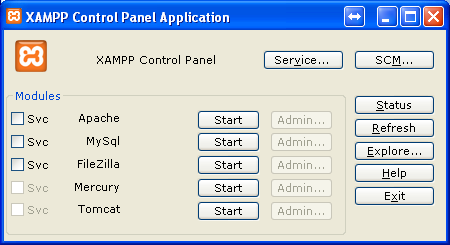 XAMPP Control Panel Application
XAMPP Control Panel Service... SCM...
Modules
Svc Apache Start Admin... Status
Svc MySql Start Admin... Refresh
Svc FileZilla Start Admin... Explore...
Svc Mercury Start Admin... Help
Svc Tomcat Start Admin... Exit